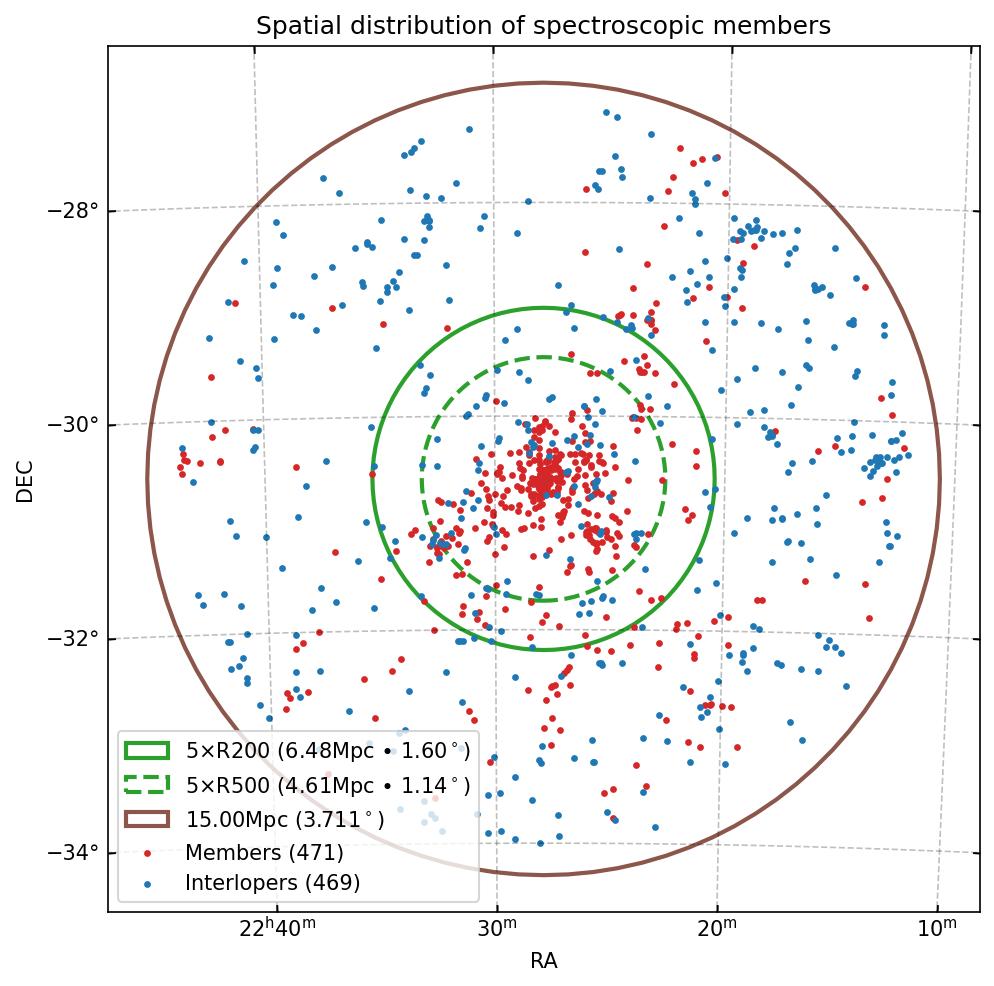 Spatial distribution of spectroscopic members
−28°
−30°
−32°
−34°
DEC
5×R200 (6.48Mpc • 1.60°)
5×R500 (4.61Mpc • 1.14°)
15.00Mpc (3.711°)
Members (471)
Interlopers (469)
22ʰ40ᵐ 30ᵐ 20ᵐ 10ᵐ
RA